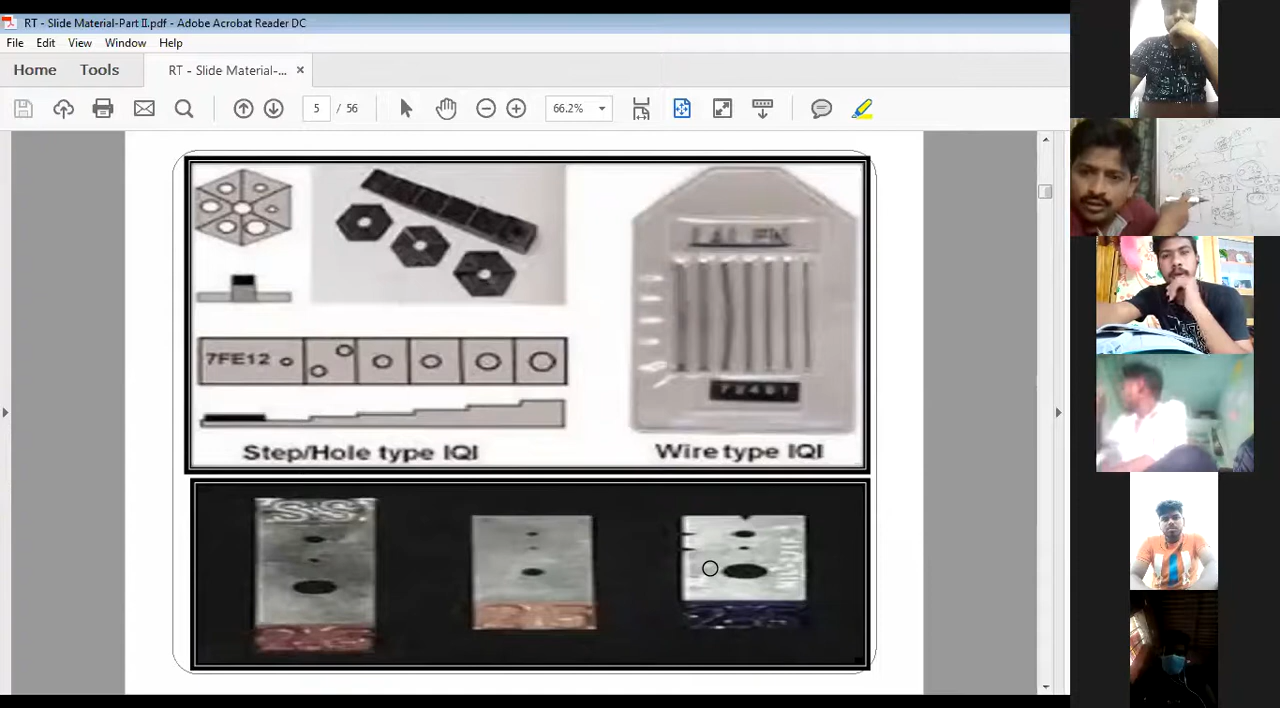 RT - Slide Material-Part II.pdf - Adobe Acrobat Reader DC
File Edit View Window Help
Home Tools RT - Slide Material-...
5 / 56 66.2%
7FE12
Step/Hole type IQI
Wire type IQI